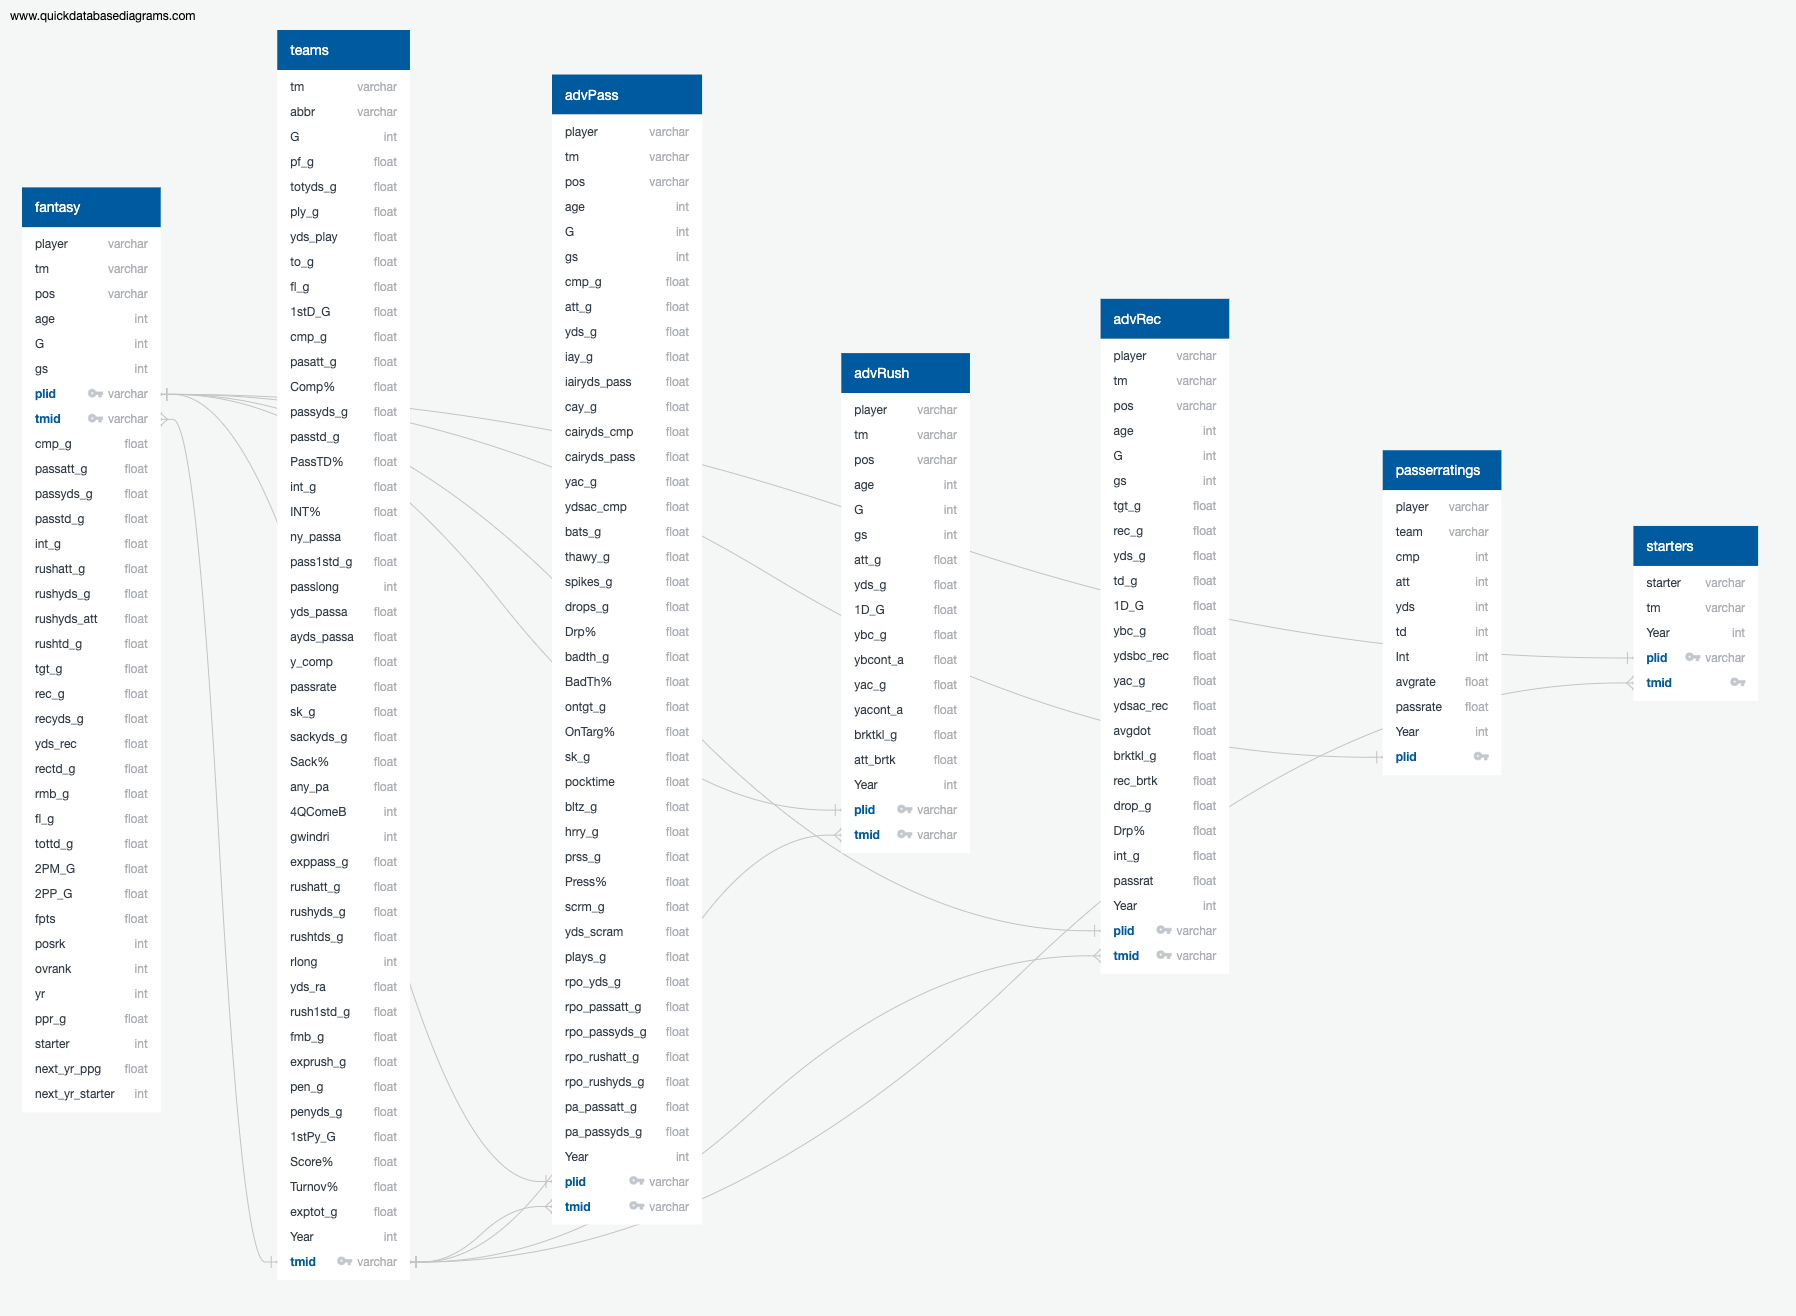 www.quickdatabasediagrams.com
fantasy
player varchar
tm varchar
pos varchar
age int
G int
gs int
plid varchar
tmid varchar
cmp_g float
passatt_g float
passyds_g float
passtd_g float
int_g float
rushatt_g float
rushyds_g float
rushyds_att float
rushtd_g float
tgt_g float
rec_g float
recyds_g float
yds_rec float
rectd_g float
rmb_g float
fl_g float
tottd_g float
2PM_G float
2PP_G float
fpts float
posrk int
ovrank int
yr int
ppr_g float
starter int
next_yr_ppg float
next_yr_starter int
teams
tm varchar
abbr varchar
G int
pf_g float
totyds_g float
ply_g float
yds_play float
to_g float
fl_g float
1stD_G float
cmp_g float
pasatt_g float
Comp% float
passyds_g float
passtd_g float
PassTD% float
int_g float
INT% float
ny_passa float
pass1std_g float
passlong int
yds_passa float
ayds_passa float
y_comp float
passrate float
sk_g float
sackyds_g float
Sack% float
any_pa float
4QComeB int
gwindri int
exppass_g float
rushatt_g float
rushyds_g float
rushtds_g float
rlong int
yds_ra float
rush1std_g float
fmb_g float
exprush_g float
pen_g float
penyds_g float
1stPy_G float
Score% float
Turnov% float
exptot_g float
Year int
tmid varchar
advPass
player varchar
tm varchar
pos varchar
age int
G int
gs int
cmp_g float
att_g float
yds_g float
iay_g float
iairyds_pass float
cay_g float
cairyds_cmp float
cairyds_pass float
yac_g float
ydsac_cmp float
bats_g float
thawy_g float
spikes_g float
drops_g float
Drp% float
badth_g float
BadTh% float
ontgt_g float
OnTarg% float
sk_g float
pocktime float
bltz_g float
hrry_g float
prss_g float
Press% float
scrm_g float
yds_scram float
plays_g float
rpo_yds_g float
rpo_passatt_g float
rpo_passyds_g float
rpo_rushatt_g float
rpo_rushyds_g float
pa_passatt_g float
pa_passyds_g float
Year int
plid varchar
tmid varchar
advRush
player varchar
tm varchar
pos varchar
age int
G int
gs int
att_g float
yds_g float
1D_G float
ybc_g float
ybcont_a float
yac_g float
yacont_a float
brktkl_g float
att_brtk float
Year int
plid varchar
tmid varchar
advRec
player varchar
tm varchar
pos varchar
age int
G int
gs int
tgt_g float
rec_g float
yds_g float
td_g float
1D_G float
ybc_g float
ydsbc_rec float
yac_g float
ydsac_rec float
avgdot float
brktkl_g float
rec_brtk float
drop_g float
Drp% float
int_g float
passrat float
Year int
plid varchar
tmid varchar
passerratings
player varchar
team varchar
cmp int
att int
yds int
td int
Int int
avgrate float
passrate float
Year int
plid
starters
starter varchar
tm varchar
Year int
plid varchar
tmid